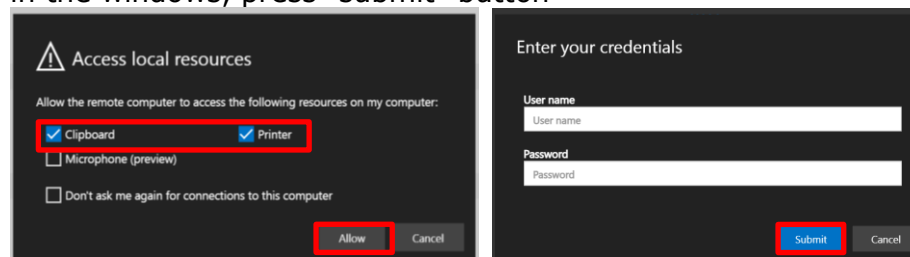 in the windows, press "submit" button
Access local resources
Allow the remote computer to access the following resources on my computer:
Clipboard
Printer
Microphone (preview)
Don't ask me again for connections to this computer
Allow
Cancel
Enter your credentials
User name
User name
Password
Password
Submit
Cancel